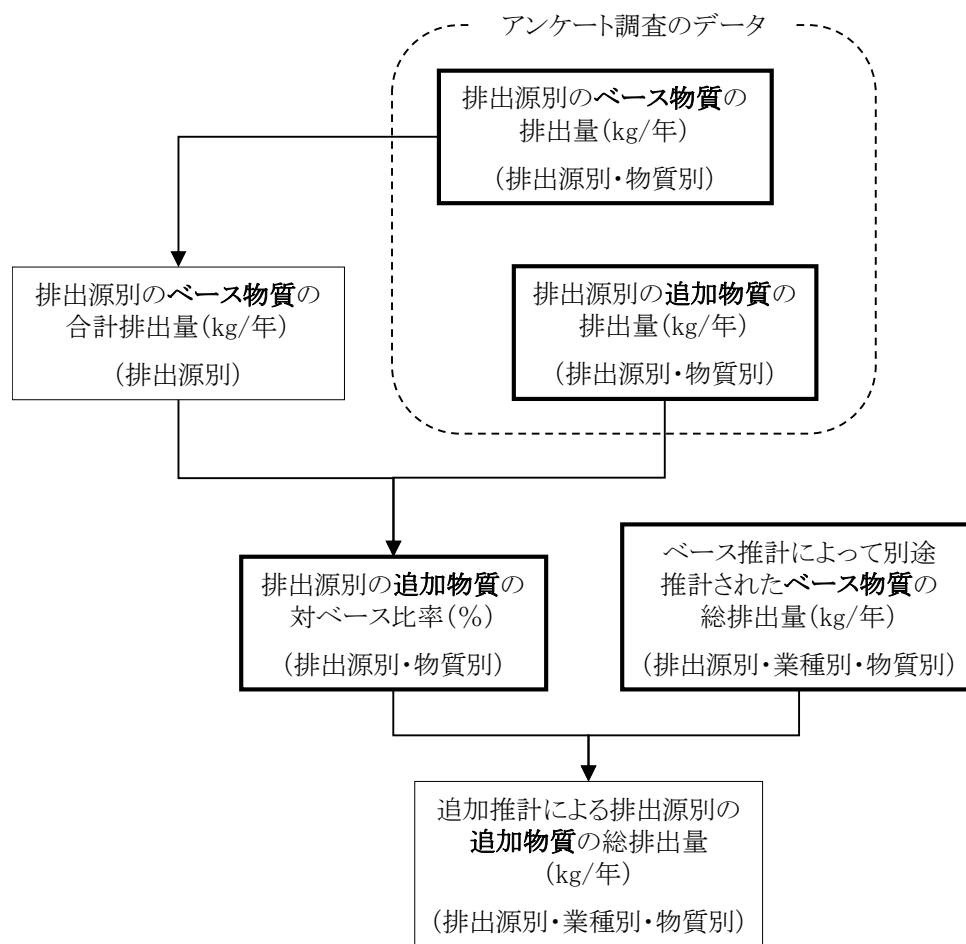 アンケート調査のデータ
排出源別のベース物質の
排出量(kg/年)
(排出源別・物質別)
排出源別のベース物質の
合計排出量(kg/年)
(排出源別)
排出源別の追加物質の
排出量(kg/年)
(排出源別・物質別)
排出源別の追加物質の
対ベース比率(%)
(排出源別・物質別)
ベース推計によって別途
推計されたベース物質の
総排出量(kg/年)
(排出源別・業種別・物質別)
追加推計による排出源別の
追加物質の総排出量
(kg/年)
(排出源別・業種別・物質別)